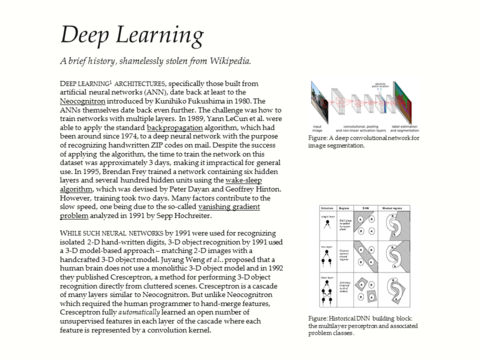 Deep Learning
A brief history, shamelessly stolen from Wikipedia.
DEEP LEARNING¹ ARCHITECTURES, specifically those built from
artificial neural networks (ANN), date back at least to the
Neocognitron introduced by Kunihiko Fukushima in 1980. The
ANNs themselves date back even further. The challenge was how to
train networks with multiple layers. In 1989, Yann LeCun et al. were
able to apply the standard backpropagation algorithm, which had
been around since 1974, to a deep neural network with the purpose
of recognizing handwritten ZIP codes on mail. Despite the success
of applying the algorithm, the time to train the network on this
dataset was approximately 3 days, making it impractical for general
use. In 1995, Brendan Frey trained a network containing six hidden
layers and several hundred hidden units using the wake-sleep
algorithm, which was devised by Peter Dayan and Geoffrey Hinton.
However, training took two days. Many factors contribute to the
slow speed, one being due to the so-called vanishing gradient
problem analyzed in 1991 by Sepp Hochreiter.
WHILE SUCH NEURAL NETWORKS by 1991 were used for recognizing
isolated 2-D hand-written digits, 3-D object recognition by 1991 used
a 3-D model-based approach – matching 2-D images with a
handcrafted 3-D object model. Juyang Weng et al.. proposed that a
human brain does not use a monolithic 3-D object model and in 1992
they published Cresceptron, a method for performing 3-D object
recognition directly from cluttered scenes. Cresceptron is a cascade
of many layers similar to Neocognitron. But unlike Neocognitron
which required the human programmer to hand-merge features,
Cresceptron fully automatically learned an open number of
unsupervised features in each layer of the cascade where each
feature is represented by a convolution kernel.
input
image
Figure: A deep convolutional network for
image segmentation.
Figure: Historical DNN building block:
the multilayer perceptron and associated
problem classes.